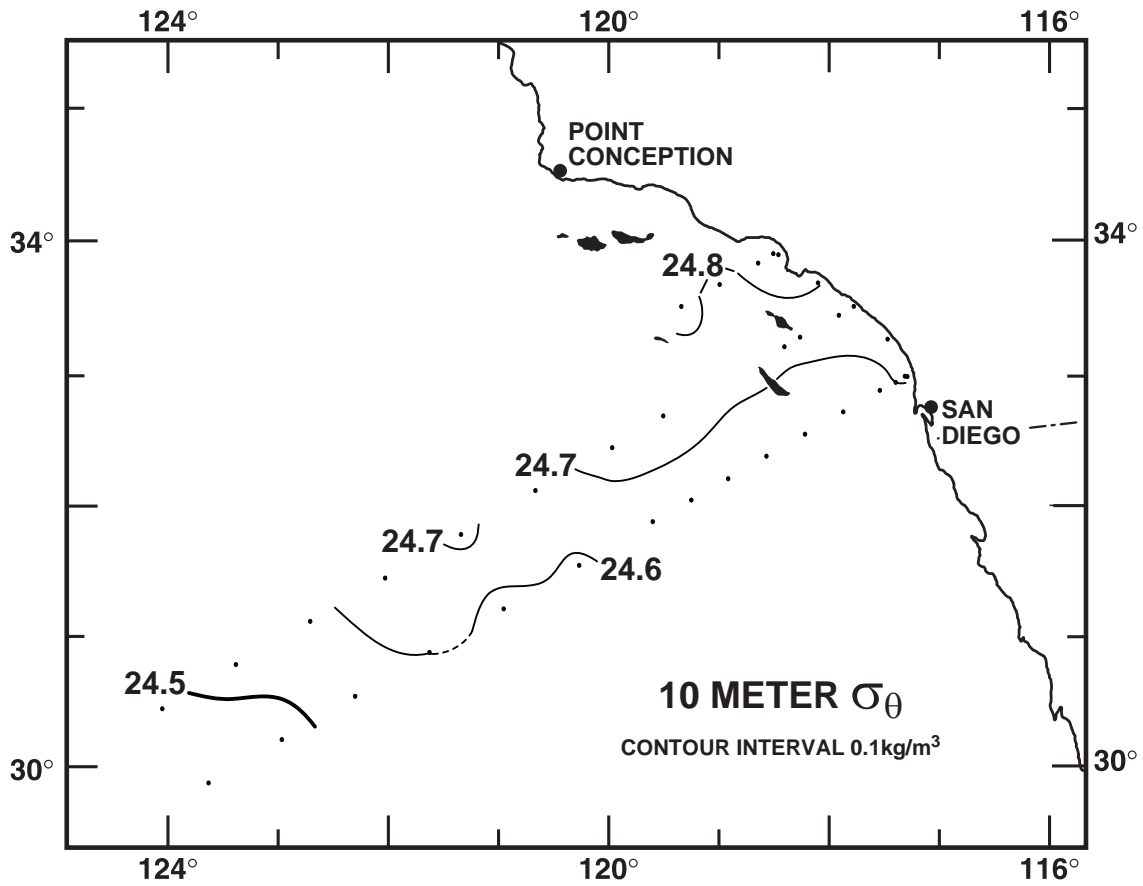 124° 120° 116°
POINT
CONCEPTION
34° 34°
24.8
SAN
DIEGO
24.7
24.7
24.6
24.5
10 METER σθ
CONTOUR INTERVAL 0.1kg/m³
30° 30°
124° 120° 116°